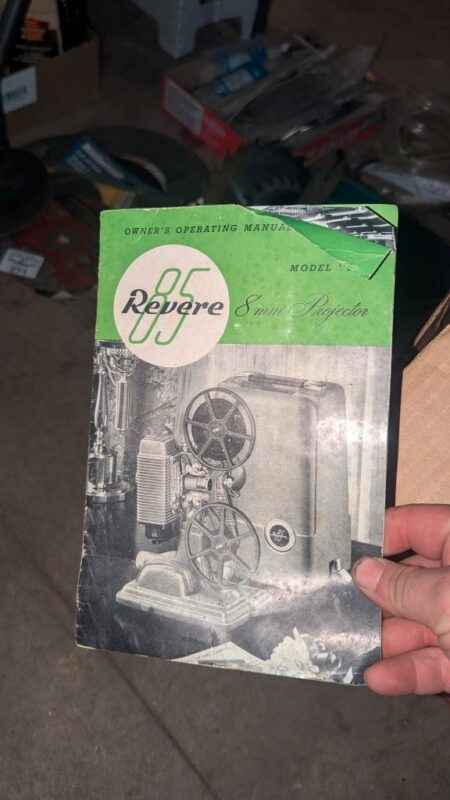 OWNER'S OPERATING MANUAL
MODEL
85
Revere
8 mm Projector